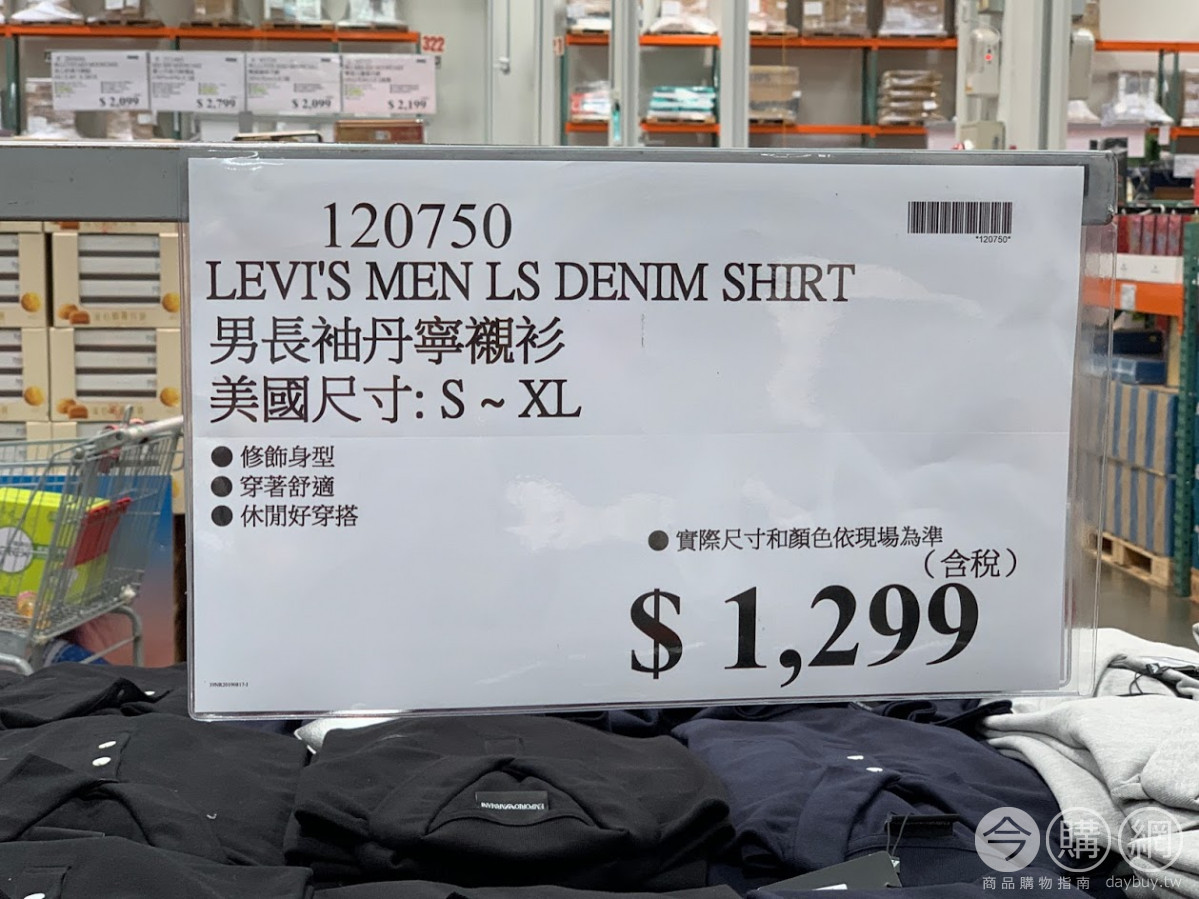 322
$ 2,099
$ 2,799
$ 2,099
$ 2,199
120750
*120750*
LEVI'S MEN LS DENIM SHIRT
男長袖丹寧襯衫
美國尺寸: S ~ XL
● 修飾身型
● 穿著舒適
● 休閒好穿搭
● 實際尺寸和顏色依現場為準
（含稅）
$ 1,299
EMPORIO ARMANI
今購網
商品購物指南 daybuy.tw